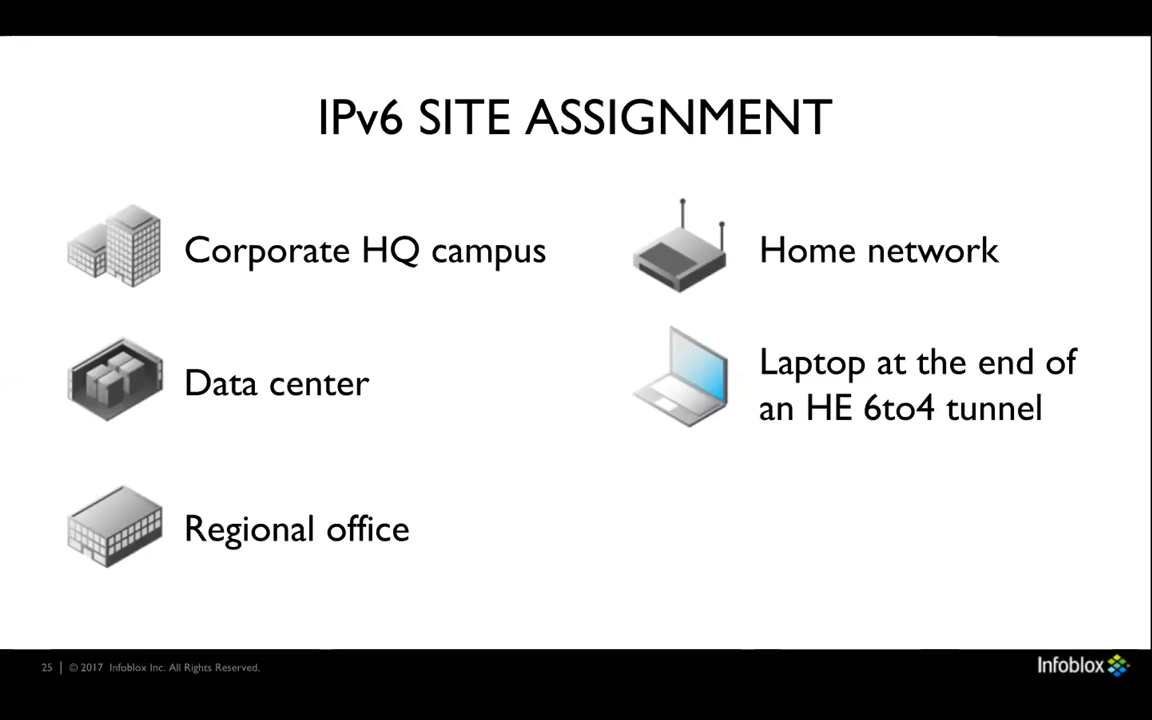 IPv6 SITE ASSIGNMENT
Corporate HQ campus
Data center
Regional office
Home network
Laptop at the end of
an HE 6to4 tunnel
25 | © 2017 Infoblox Inc. All Rights Reserved.
Infoblox